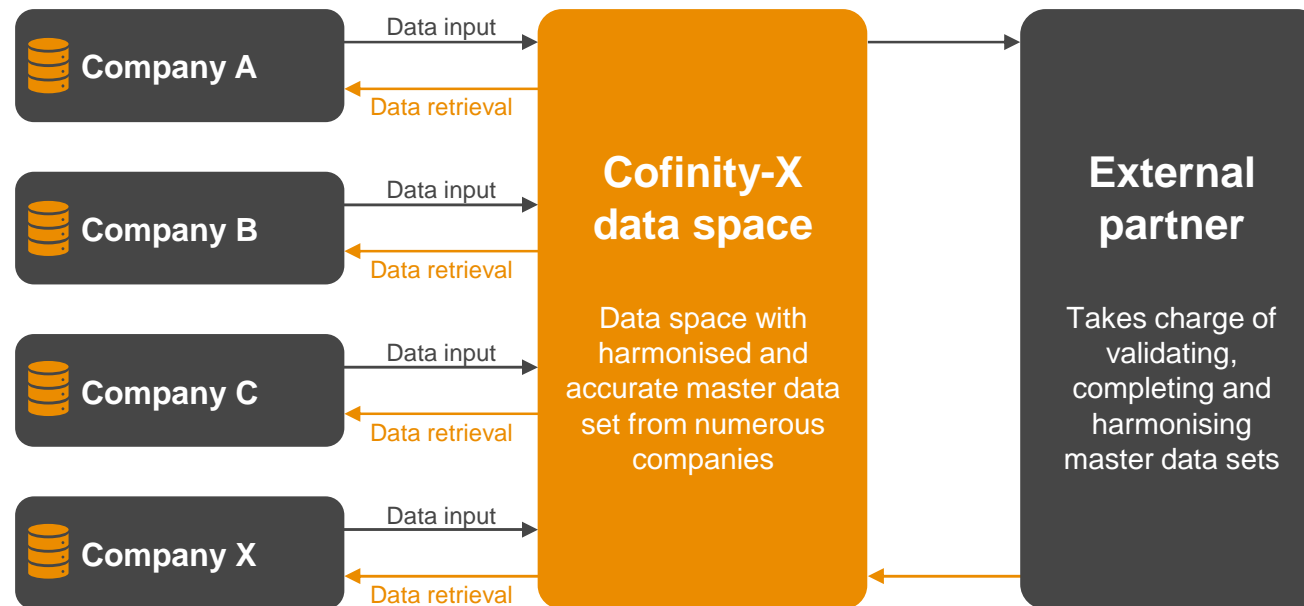 Data input
Company A
Data retrieval
Data input
Company B
Data retrieval
Data input
Company C
Data retrieval
Data input
Company X
Data retrieval
Cofinity-X
data space
Data space with
harmonised and
accurate master data
set from numerous
companies
External
partner
Takes charge of
validating,
completing and
harmonising
master data sets